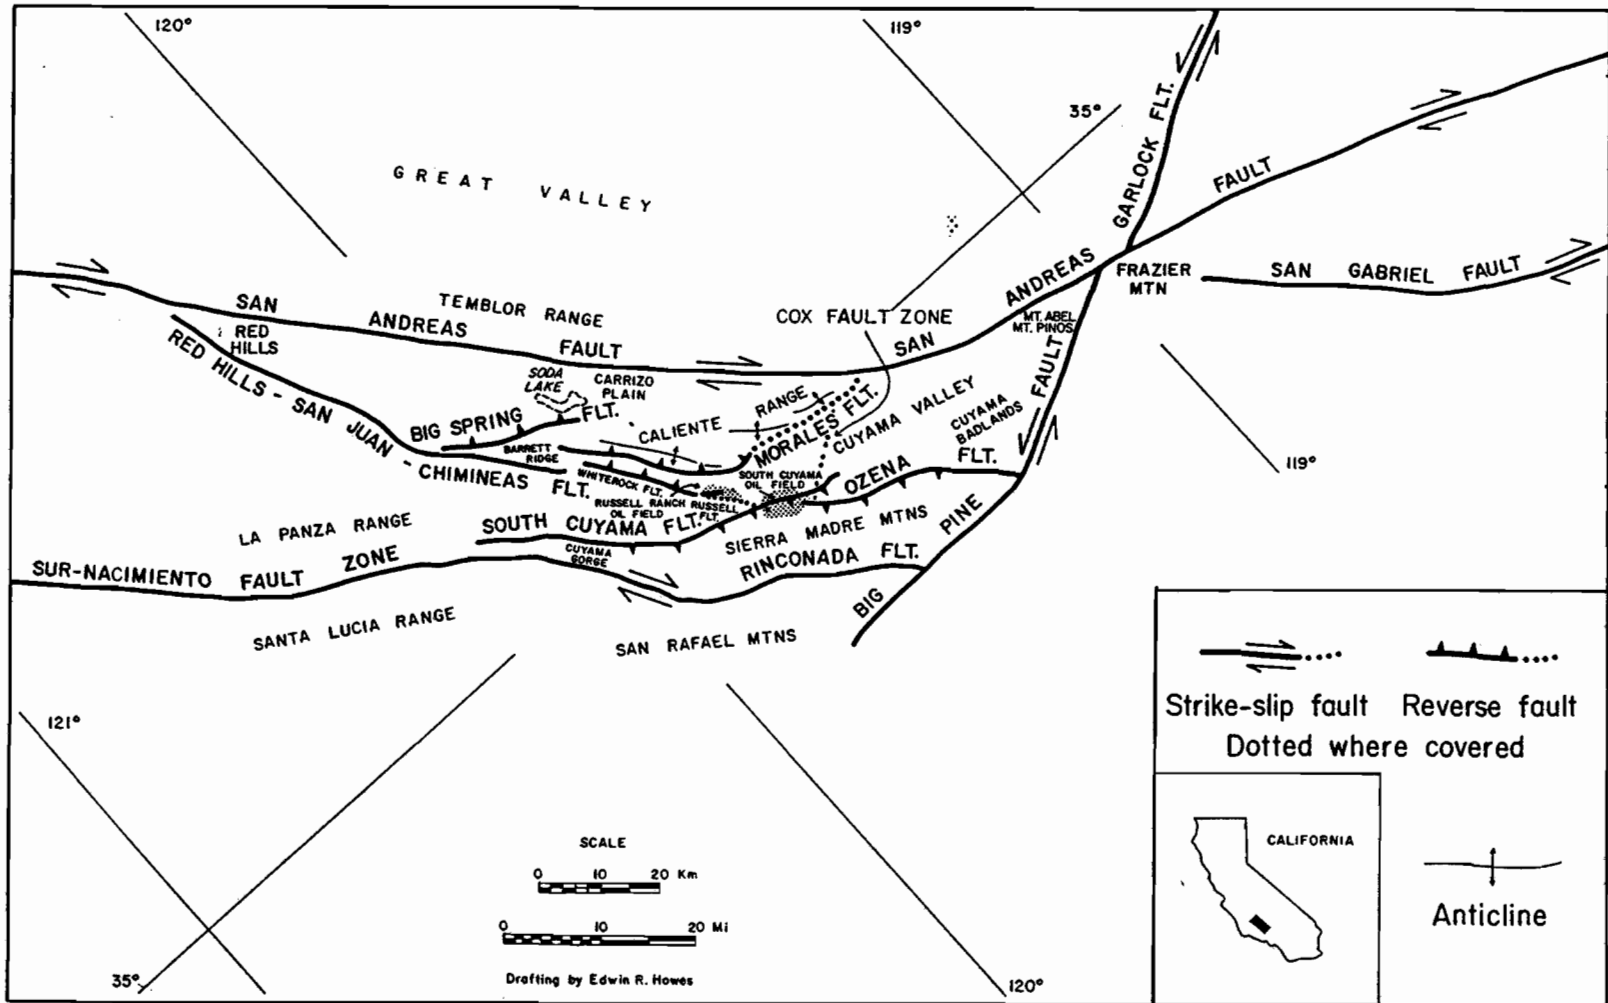 120°
119°
35°
GREAT VALLEY
GARLOCK FLT.
FAULT
SAN GABRIEL FAULT
FRAZIER
MTN
ANDREAS
SAN
TEMBLOR RANGE
ANDREAS
FAULT
SAN
COX FAULT ZONE
MT. ABEL
MT. PINOS
RED
HILLS
RED HILLS - SAN JUAN - CHIMINEAS FLT.
SODA
LAKE
CARRIZO
PLAIN
BIG SPRING FLT.
CALIENTE RANGE
MORALES FLT.
CUYAMA VALLEY
CUYAMA
BADLANDS
FAULT
BARRETT
RIDGE
WHITEROCK FLT.
SOUTH CUYAMA
OIL FIELD
OZENA FLT.
RUSSELL RANCH
OIL FIELD
RUSSELL
FLT.
SOUTH CUYAMA FLT.
LA PANZA RANGE
SIERRA MADRE MTNS
PINE
CUYAMA
GORGE
RINCONADA FLT.
SUR-NACIMIENTO FAULT ZONE
BIG
SANTA LUCIA RANGE
SAN RAFAEL MTNS
119°
121°
35°
120°
SCALE
0 10 20 Km
0 10 20 Mi
Drafting by Edwin R. Howes
Strike-slip fault Reverse fault
Dotted where covered
CALIFORNIA
Anticline